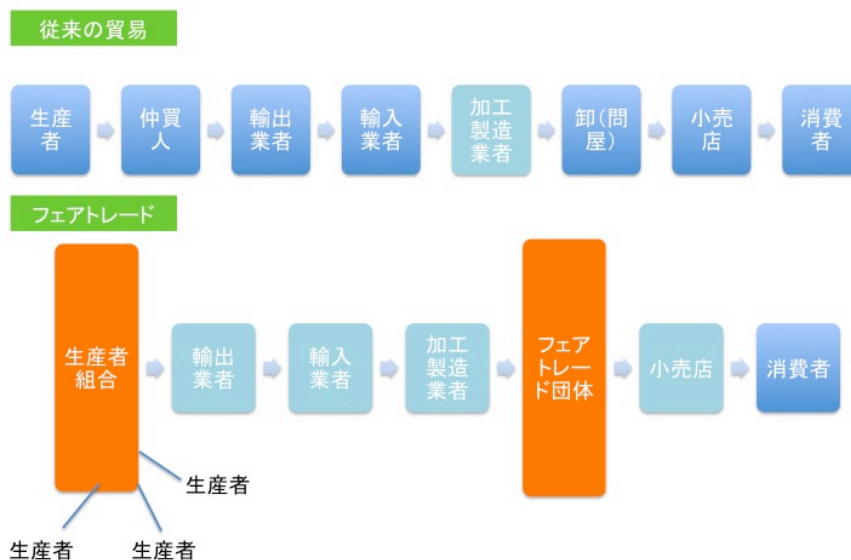 従来の貿易
生産
者
仲買
人
輸出
業者
輸入
業者
加工
製造
業者
卸(問
屋)
小売
店
消費
者
フェアトレード
生産者
組合
輸出
業者
輸入
業者
加工
製造
業者
フェア
トレー
ド団体
小売店
消費者
生産者
生産者
生産者